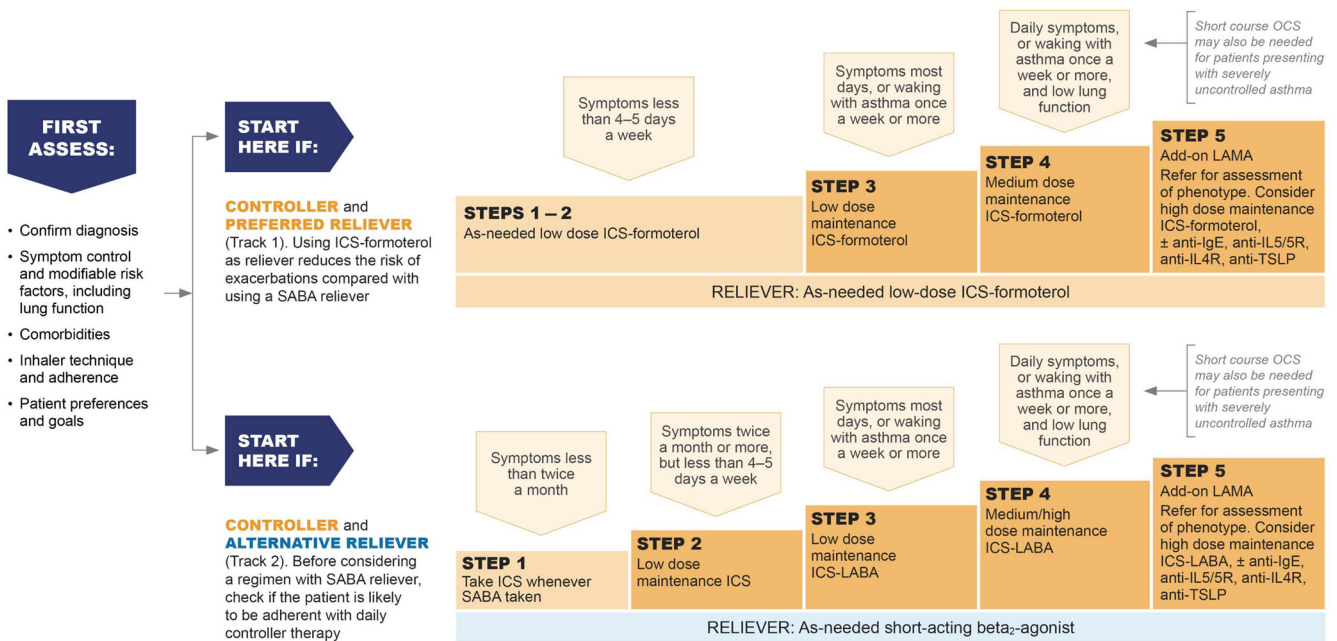 FIRST
ASSESS:
• Confirm diagnosis
• Symptom control
and modifiable risk
factors, including
lung function
• Comorbidities
• Inhaler technique
and adherence
• Patient preferences
and goals
START
HERE IF:
CONTROLLER and
PREFERRED RELIEVER
(Track 1). Using ICS-formoterol
as reliever reduces the risk of
exacerbations compared with
using a SABA reliever
Symptoms less
than 4–5 days
a week
Symptoms most
days, or waking
with asthma once
a week or more
Daily symptoms,
or waking with
asthma once a
week or more,
and low lung
function
Short course OCS
may also be needed
for patients presenting
with severely
uncontrolled asthma
STEPS 1 – 2
As-needed low dose ICS-formoterol
STEP 3
Low dose
maintenance
ICS-formoterol
STEP 4
Medium dose
maintenance
ICS-formoterol
STEP 5
Add-on LAMA
Refer for assessment
of phenotype. Consider
high dose maintenance
ICS-formoterol,
± anti-IgE, anti-IL5/5R,
anti-IL4R, anti-TSLP
RELIEVER: As-needed low-dose ICS-formoterol
START
HERE IF:
CONTROLLER and
ALTERNATIVE RELIEVER
(Track 2). Before considering
a regimen with SABA reliever,
check if the patient is likely
to be adherent with daily
controller therapy
Symptoms less
than twice
a month
Symptoms twice
a month or more,
but less than 4–5
days a week
Symptoms most
days, or waking
with asthma once
a week or more
Daily symptoms,
or waking with
asthma once a
week or more,
and low lung
function
Short course OCS
may also be needed
for patients presenting
with severely
uncontrolled asthma
STEP 1
Take ICS whenever
SABA taken
STEP 2
Low dose
maintenance ICS
STEP 3
Low dose
maintenance
ICS-LABA
STEP 4
Medium/high
dose maintenance
ICS-LABA
STEP 5
Add-on LAMA
Refer for assessment
of phenotype. Consider
high dose maintenance
ICS-LABA, ± anti-IgE,
anti-IL5/5R, anti-IL4R,
anti-TSLP
RELIEVER: As-needed short-acting beta₂-agonist